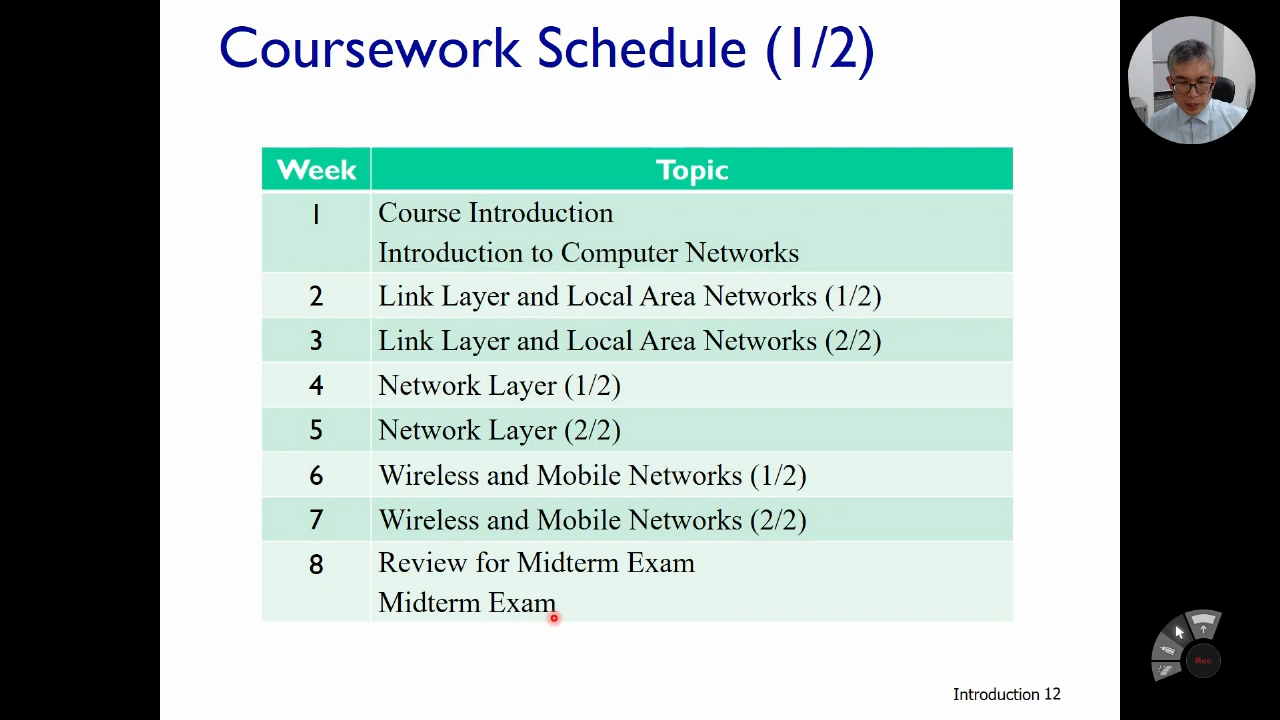 Coursework Schedule (1/2)
Week Topic
1 Course Introduction
Introduction to Computer Networks
2 Link Layer and Local Area Networks (1/2)
3 Link Layer and Local Area Networks (2/2)
4 Network Layer (1/2)
5 Network Layer (2/2)
6 Wireless and Mobile Networks (1/2)
7 Wireless and Mobile Networks (2/2)
8 Review for Midterm Exam
Midterm Exam
Rec
Introduction 12